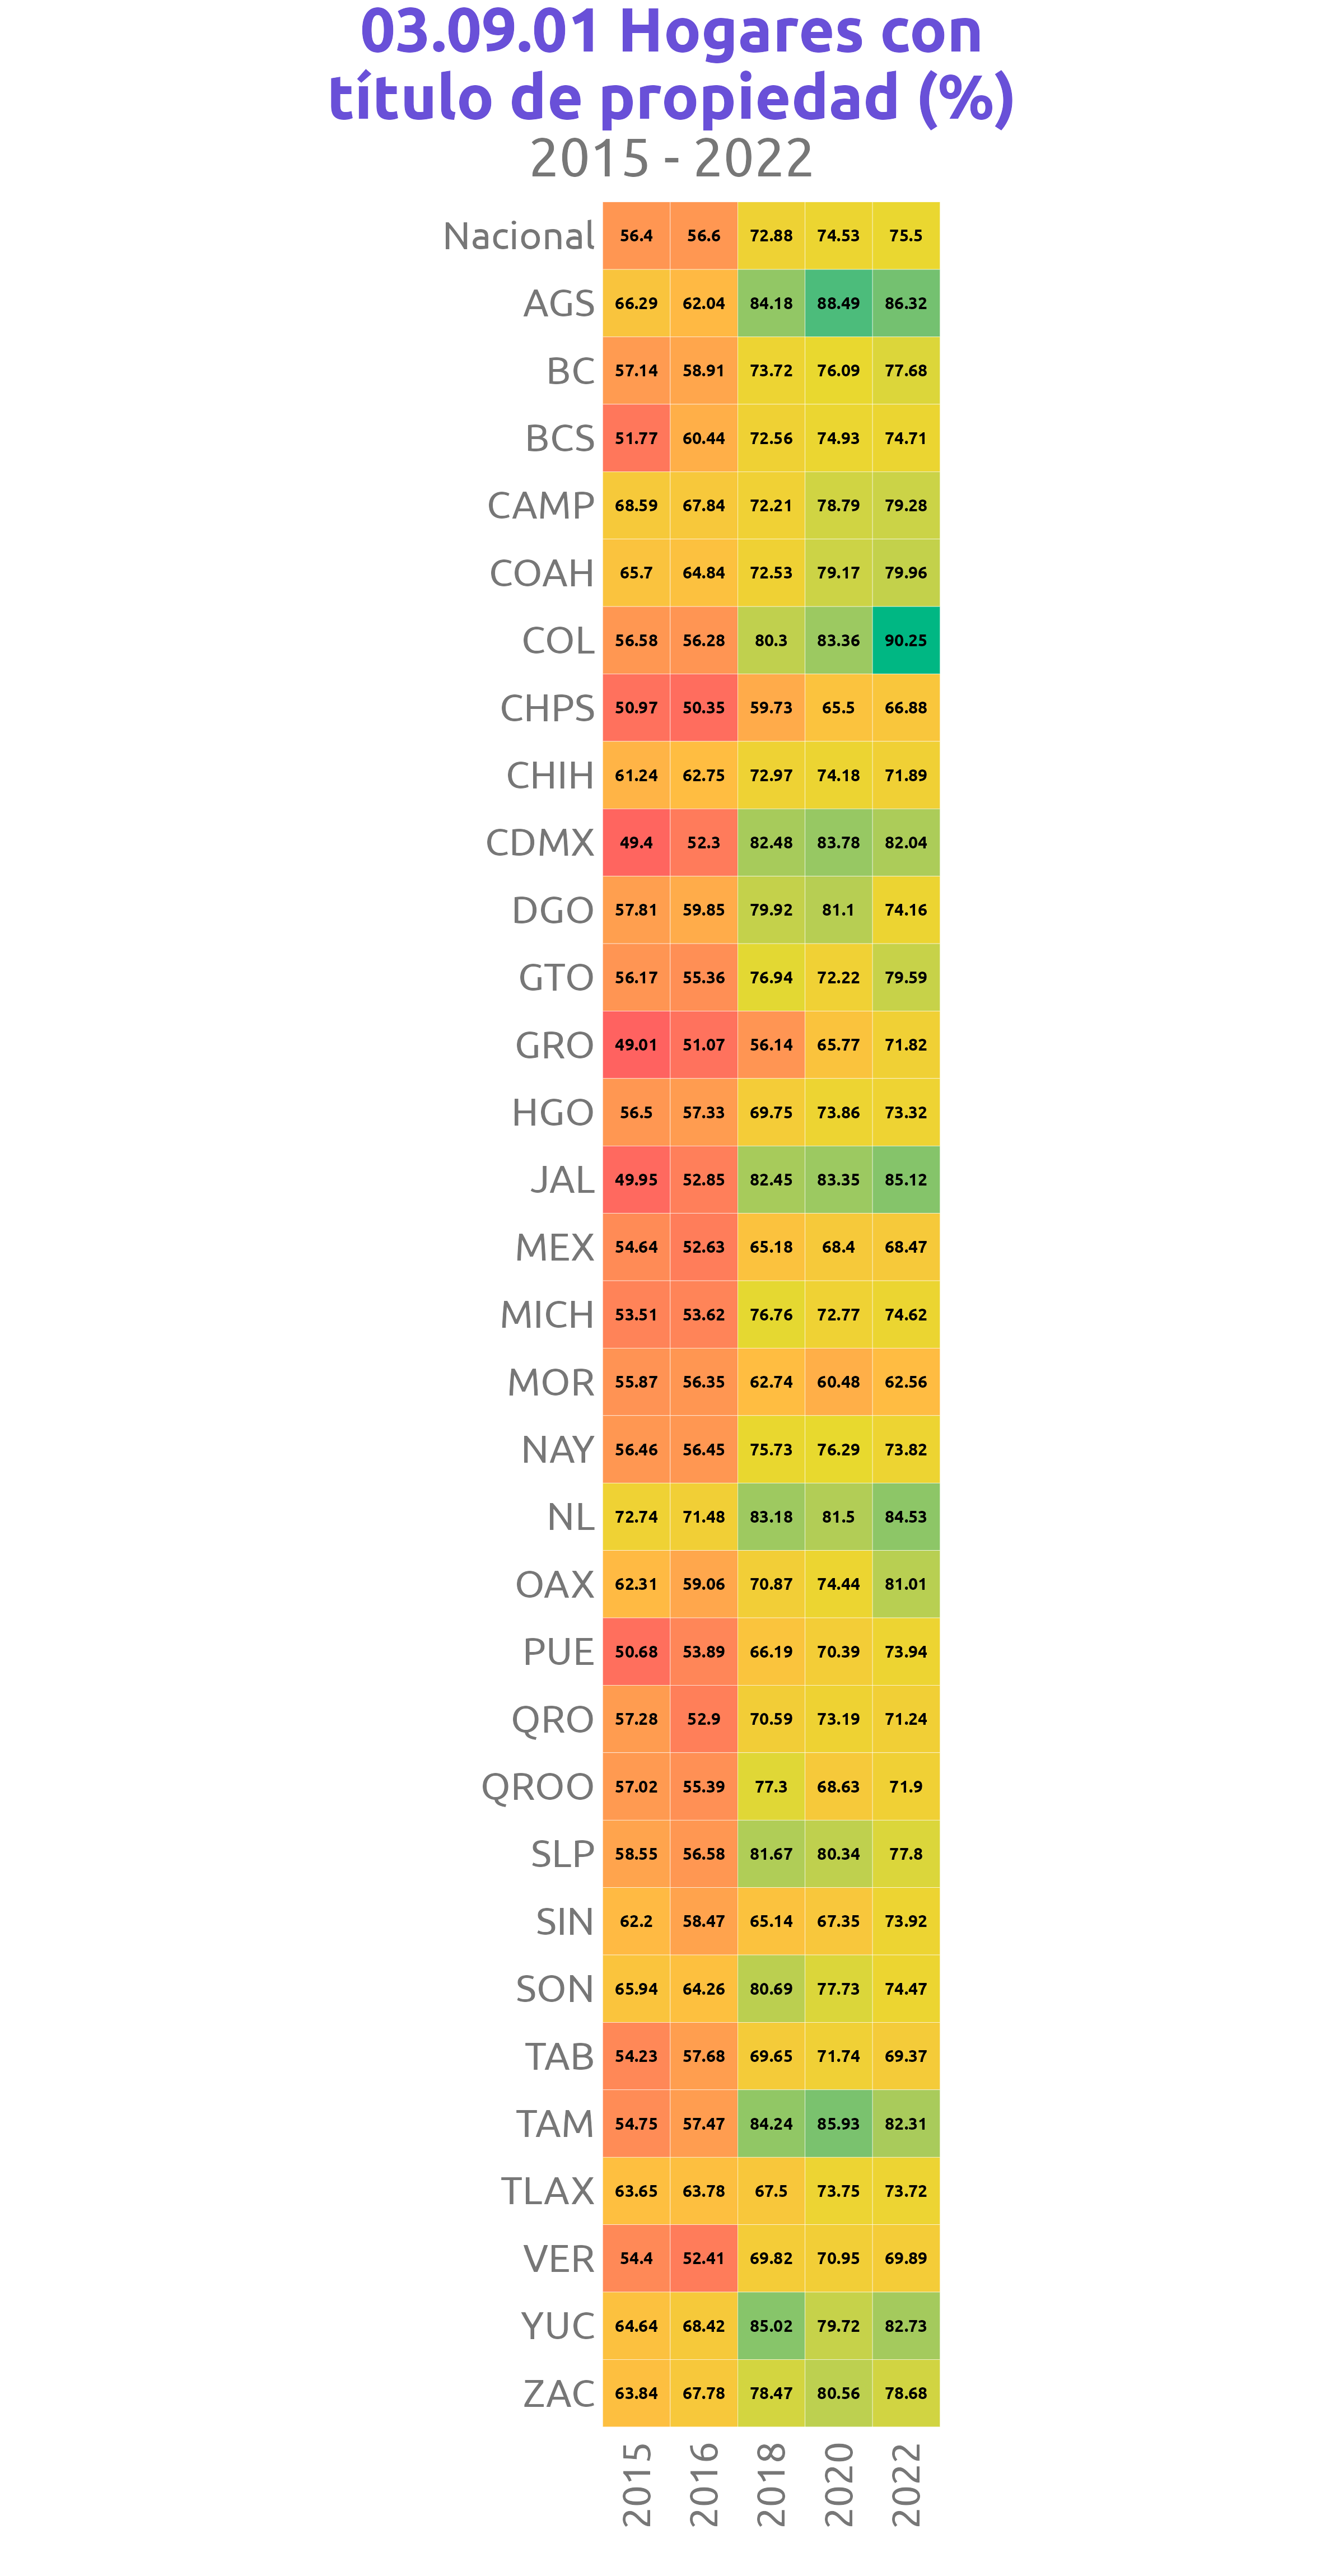 03.09.01 Hogares con
título de propiedad (%)
2015 - 2022
Nacional 56.4 56.6 72.88 74.53 75.5
AGS 66.29 62.04 84.18 88.49 86.32
BC 57.14 58.91 73.72 76.09 77.68
BCS 51.77 60.44 72.56 74.93 74.71
CAMP 68.59 67.84 72.21 78.79 79.28
COAH 65.7 64.84 72.53 79.17 79.96
COL 56.58 56.28 80.3 83.36 90.25
CHPS 50.97 50.35 59.73 65.5 66.88
CHIH 61.24 62.75 72.97 74.18 71.89
CDMX 49.4 52.3 82.48 83.78 82.04
DGO 57.81 59.85 79.92 81.1 74.16
GTO 56.17 55.36 76.94 72.22 79.59
GRO 49.01 51.07 56.14 65.77 71.82
HGO 56.5 57.33 69.75 73.86 73.32
JAL 49.95 52.85 82.45 83.35 85.12
MEX 54.64 52.63 65.18 68.4 68.47
MICH 53.51 53.62 76.76 72.77 74.62
MOR 55.87 56.35 62.74 60.48 62.56
NAY 56.46 56.45 75.73 76.29 73.82
NL 72.74 71.48 83.18 81.5 84.53
OAX 62.31 59.06 70.87 74.44 81.01
PUE 50.68 53.89 66.19 70.39 73.94
QRO 57.28 52.9 70.59 73.19 71.24
QROO 57.02 55.39 77.3 68.63 71.9
SLP 58.55 56.58 81.67 80.34 77.8
SIN 62.2 58.47 65.14 67.35 73.92
SON 65.94 64.26 80.69 77.73 74.47
TAB 54.23 57.68 69.65 71.74 69.37
TAM 54.75 57.47 84.24 85.93 82.31
TLAX 63.65 63.78 67.5 73.75 73.72
VER 54.4 52.41 69.82 70.95 69.89
YUC 64.64 68.42 85.02 79.72 82.73
ZAC 63.84 67.78 78.47 80.56 78.68
2015 2016 2018 2020 2022